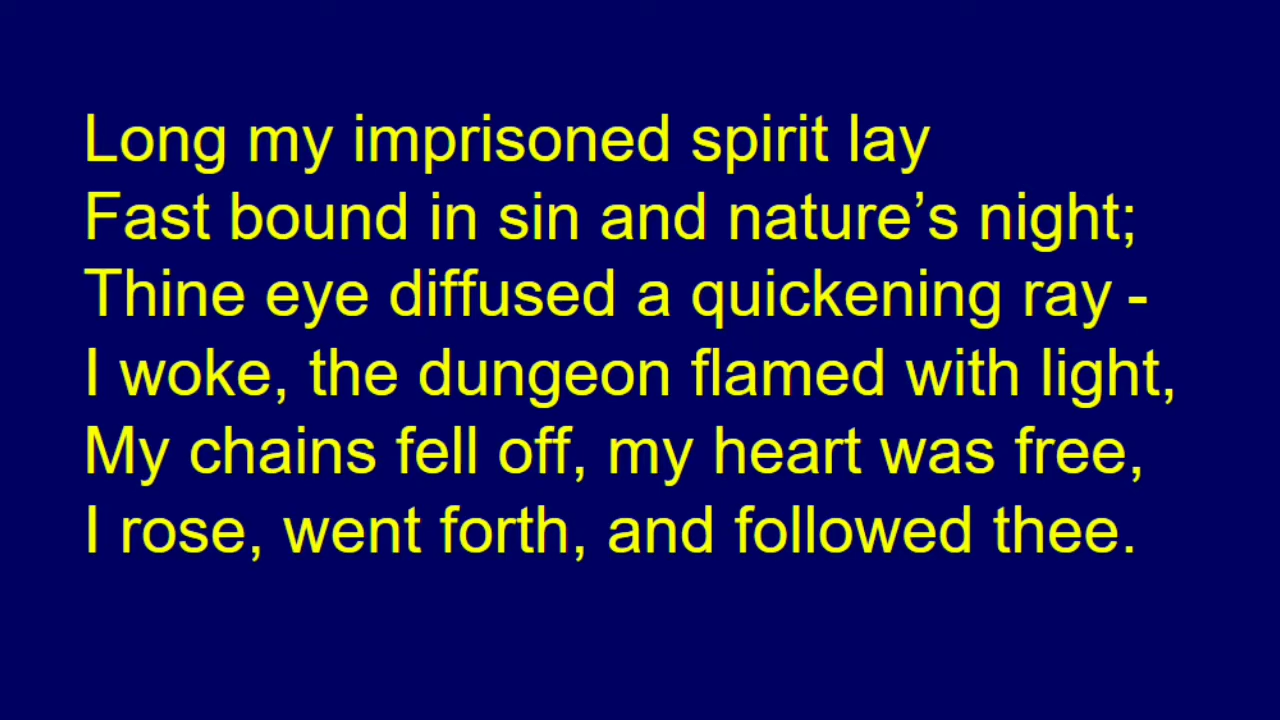 Long my imprisoned spirit lay
Fast bound in sin and nature’s night;
Thine eye diffused a quickening ray -
I woke, the dungeon flamed with light,
My chains fell off, my heart was free,
I rose, went forth, and followed thee.